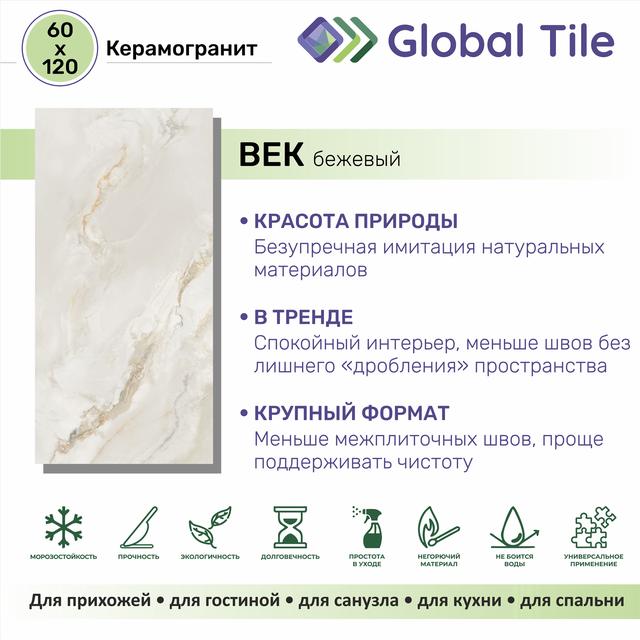 60
х
120
Керамогранит
Global Tile
ВЕК бежевый
• КРАСОТА ПРИРОДЫ
Безупречная имитация натуральных
материалов
• В ТРЕНДЕ
Спокойный интерьер, меньше швов без
лишнего «дробления» пространства
• КРУПНЫЙ ФОРМАТ
Меньше межплиточных швов, проще
поддерживать чистоту
МОРОЗОСТОЙКОСТЬ
ПРОЧНОСТЬ
ЭКОЛОГИЧНОСТЬ
ДОЛГОВЕЧНОСТЬ
ПРОСТОТА
В УХОДЕ
НЕГОРЮЧИЙ
МАТЕРИАЛ
НЕ БОИТСЯ
ВОДЫ
УНИВЕРСАЛЬНОЕ
ПРИМЕНЕНИЕ
Для прихожей • для гостиной • для санузла • для кухни • для спальни